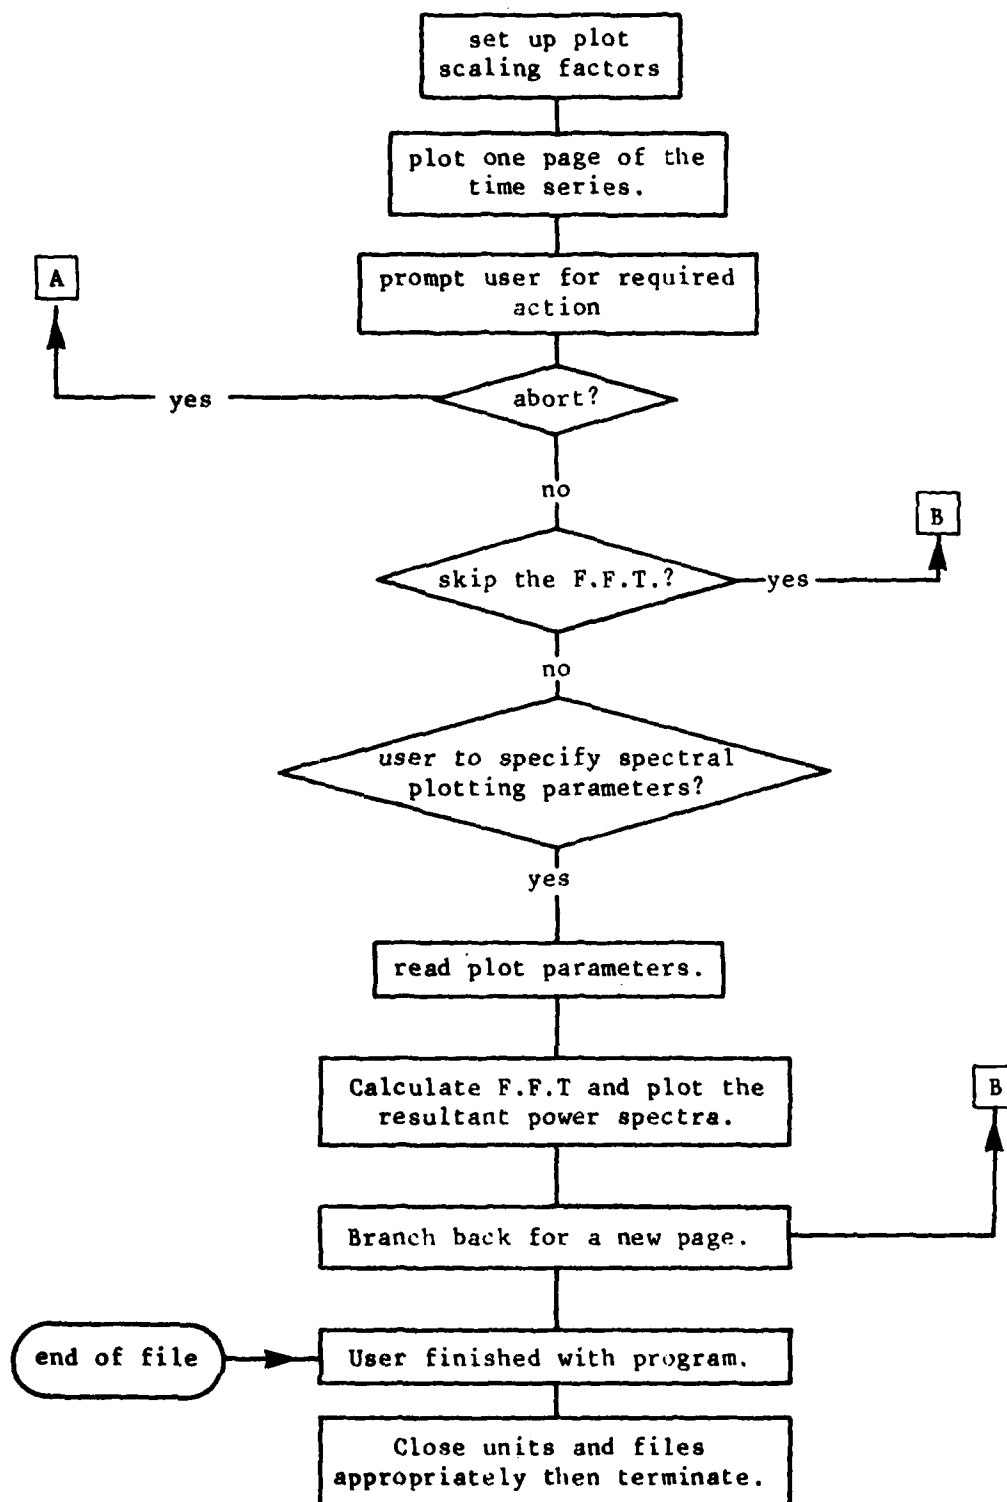 set up plot
scaling factors
plot one page of the
time series.
prompt user for required
action
A
abort?
yes
no
B
skip the F.F.T.?
yes
no
user to specify spectral
plotting parameters?
yes
read plot parameters.
Calculate F.F.T and plot the
resultant power spectra.
B
Branch back for a new page.
end of file
User finished with program.
Close units and files
appropriately then terminate.